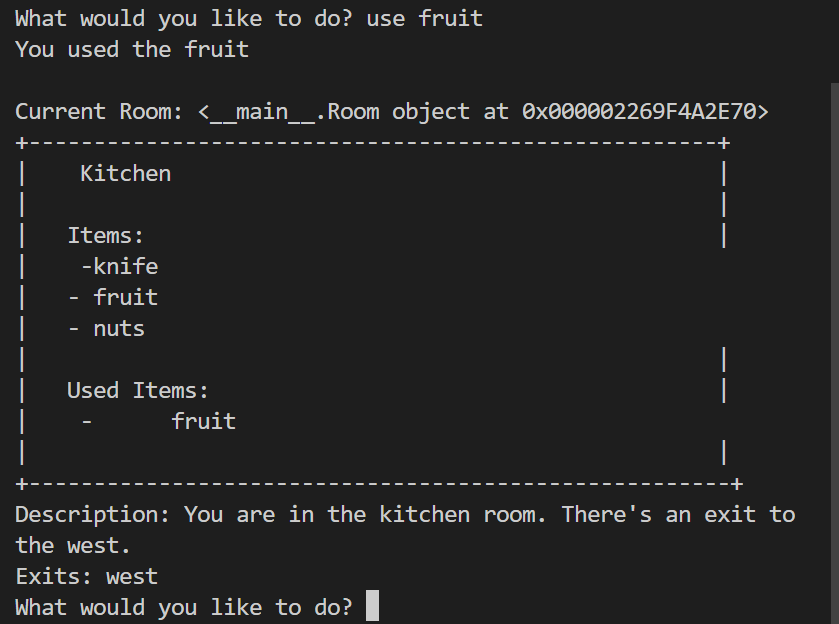 What would you like to do? use fruit
You used the fruit

Current Room: <__main__.Room object at 0x000002269F4A2E70>
+-----------------------------------------------------+
|    Kitchen                                          |
|                                                     |
|   Items:                                            |
|    -knife
|   - fruit
|   - nuts
|                                                     |
|   Used Items:                                       |
|    -      fruit
|                                                     |
+------------------------------------------------------+
Description: You are in the kitchen room. There's an exit to
the west.
Exits: west
What would you like to do?